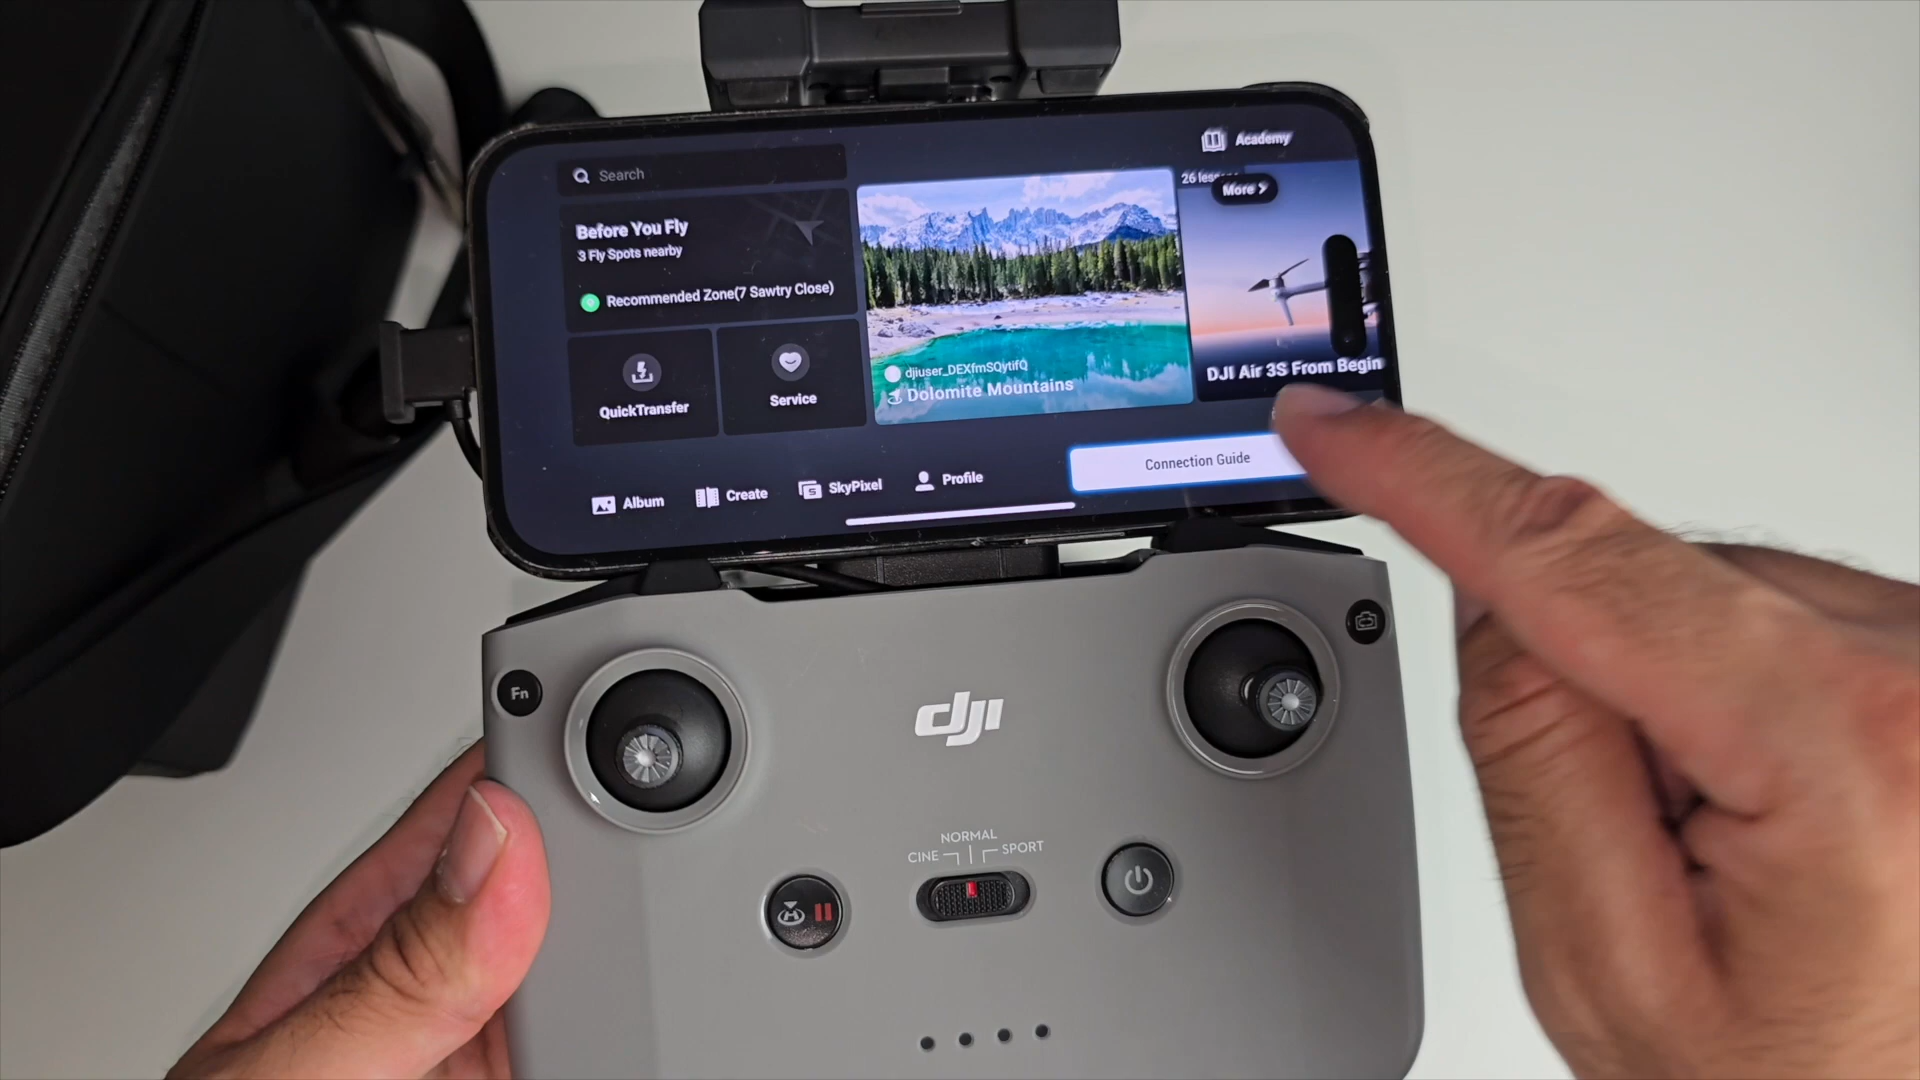 Academy
Search
26
More >
Before You Fly
3 Fly Spots nearby
Recommended Zone(7 Sawtry Close)
QuickTransfer
Service
djiuser_DEXfmSQytifQ
Dolomite Mountains
DJI Air 3S From Begin
Connection Guide
Album
Create
SkyPixel
Profile
Fn
dji
NORMAL
CINE
SPORT
H